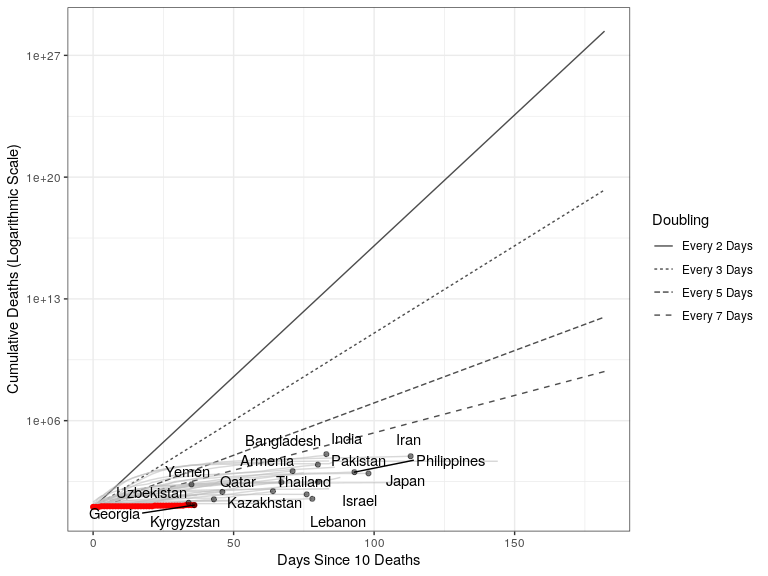 1e+27
1e+20
1e+13
1e+06
Cumulative Deaths (Logarithmic Scale)
Bangladesh
India
Iran
Armenia
Pakistan
Philippines
Yemen
Qatar
Thailand
Japan
Uzbekistan
Kazakhstan
Israel
Georgia
Kyrgyzstan
Lebanon
0
50
100
150
Days Since 10 Deaths
Doubling
Every 2 Days
Every 3 Days
Every 5 Days
Every 7 Days